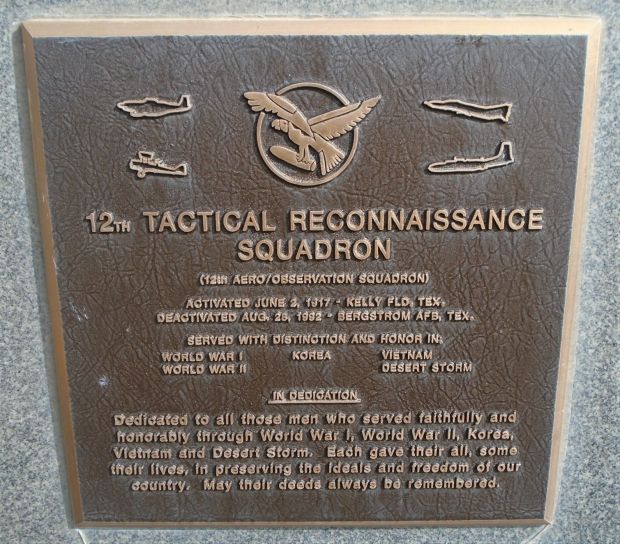 12TH TACTICAL RECONNAISSANCE
SQUADRON
(12th AERO/OBSERVATION SQUADRON)
ACTIVATED JUNE 2, 1917 - KELLY FLD, TEX.
DEACTIVATED AUG. 28, 1992 - BERGSTROM AFB, TEX.
SERVED WITH DISTINCTION AND HONOR IN:
WORLD WAR I KOREA VIETNAM
WORLD WAR II DESERT STORM
IN DEDICATION
Dedicated to all those men who served faithfully and
honorably through World War I, World War II, Korea,
Vietnam and Desert Storm. Each gave their all, some
their lives, in preserving the ideals and freedom of our
country. May their deeds always be remembered.